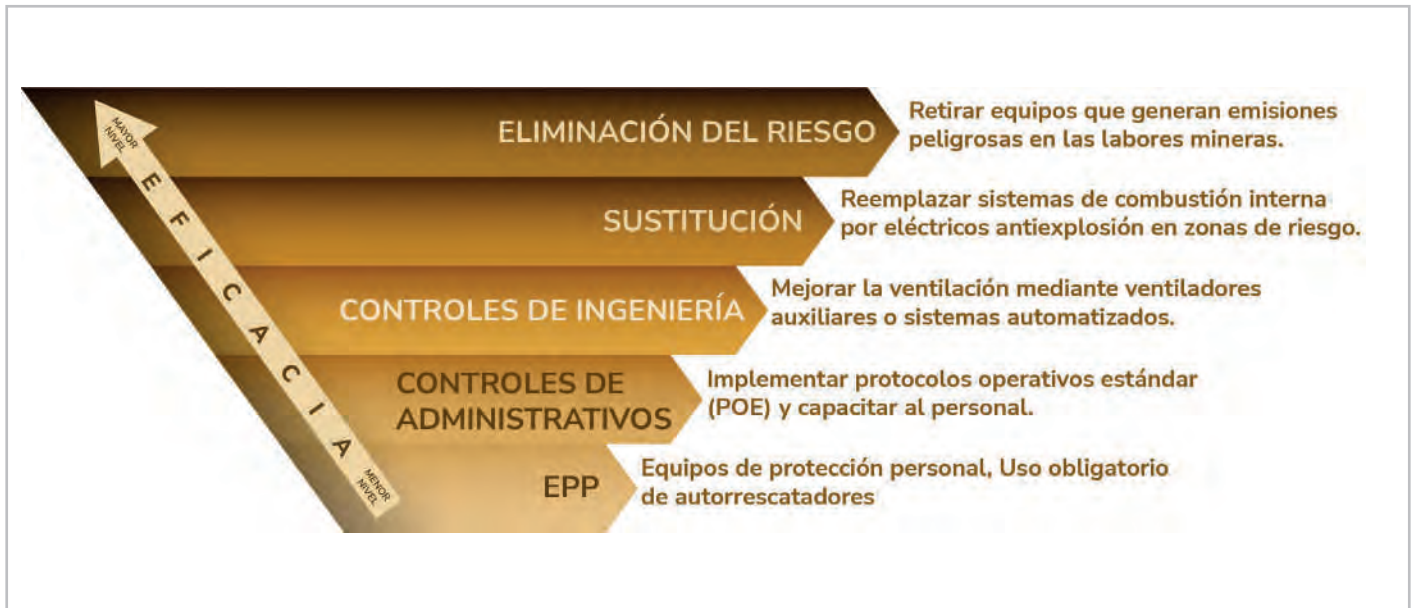 ELIMINACIÓN DEL RIESGO
Retirar equipos que generan emisiones
peligrosas en las labores mineras.
SUSTITUCIÓN
Reemplazar sistemas de combustión interna
por eléctricos antiexplosión en zonas de riesgo.
CONTROLES DE INGENIERÍA
Mejorar la ventilación mediante ventiladores
auxiliares o sistemas automatizados.
CONTROLES DE
ADMINISTRATIVOS
Implementar protocolos operativos estándar
(POE) y capacitar al personal.
EPP
Equipos de protección personal, Uso obligatorio
de autorrescatadores
MAYOR
NIVEL
EFICACIA
MENOR
NIVEL